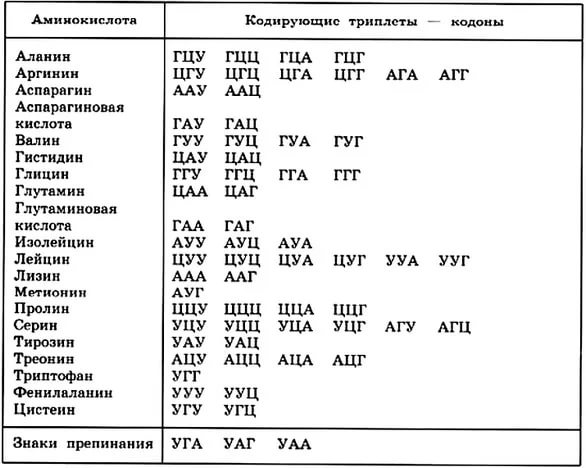 Аминокислота Кодирующие триплеты — кодоны
Аланин ГЦУ ГЦЦ ГЦА ГЦГ
Аргинин ЦГУ ЦГЦ ЦГА ЦГГ АГА АГГ
Аспарагин ААУ ААЦ
Аспарагиновая
кислота ГАУ ГАЦ
Валин ГУУ ГУЦ ГУА ГУГ
Гистидин ЦАУ ЦАЦ
Глицин ГГУ ГГЦ ГГА ГГГ
Глутамин ЦАА ЦАГ
Глутаминовая
кислота ГАА ГАГ
Изолейцин АУУ АУЦ АУА
Лейцин ЦУУ ЦУЦ ЦУА ЦУГ УУА УУГ
Лизин ААА ААГ
Метионин АУГ
Пролин ЦЦУ ЦЦЦ ЦЦА ЦЦГ
Серин УЦУ УЦЦ УЦА УЦГ АГУ АГЦ
Тирозин УАУ УАЦ
Треонин АЦУ АЦЦ АЦА АЦГ
Триптофан УГГ
Фенилаланин УУУ УУЦ
Цистеин УГУ УГЦ
Знаки препинания УГА УАГ УАА